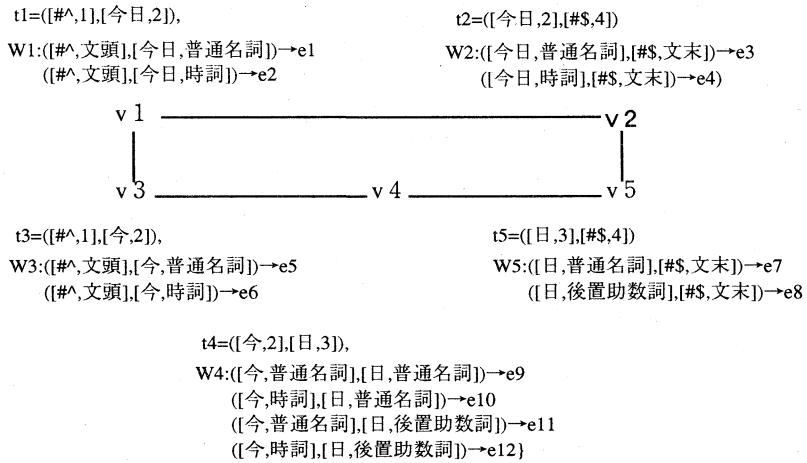 t1=([#^,1],[今日,2]),
W1:([#^,文頭],[今日,普通名詞])→e1
([#^,文頭],[今日,時詞])→e2
t2=([今日,2],[#$,4])
W2:([今日,普通名詞],[#$,文末])→e3
([今日,時詞],[#$,文末])→e4)
v 1
v 2
v 3
v 4
v 5
t3=([#^,1],[今,2]),
W3:([#^,文頭],[今,普通名詞])→e5
([#^,文頭],[今,時詞])→e6
t5=([日,3],[#$,4])
W5:([日,普通名詞],[#$,文末])→e7
([日,後置助数詞],[#$,文末])→e8
t4=([今,2],[日,3]),
W4:([今,普通名詞],[日,普通名詞])→e9
([今,時詞],[日,普通名詞])→e10
([今,普通名詞],[日,後置助数詞])→e11
([今,時詞],[日,後置助数詞])→e12}